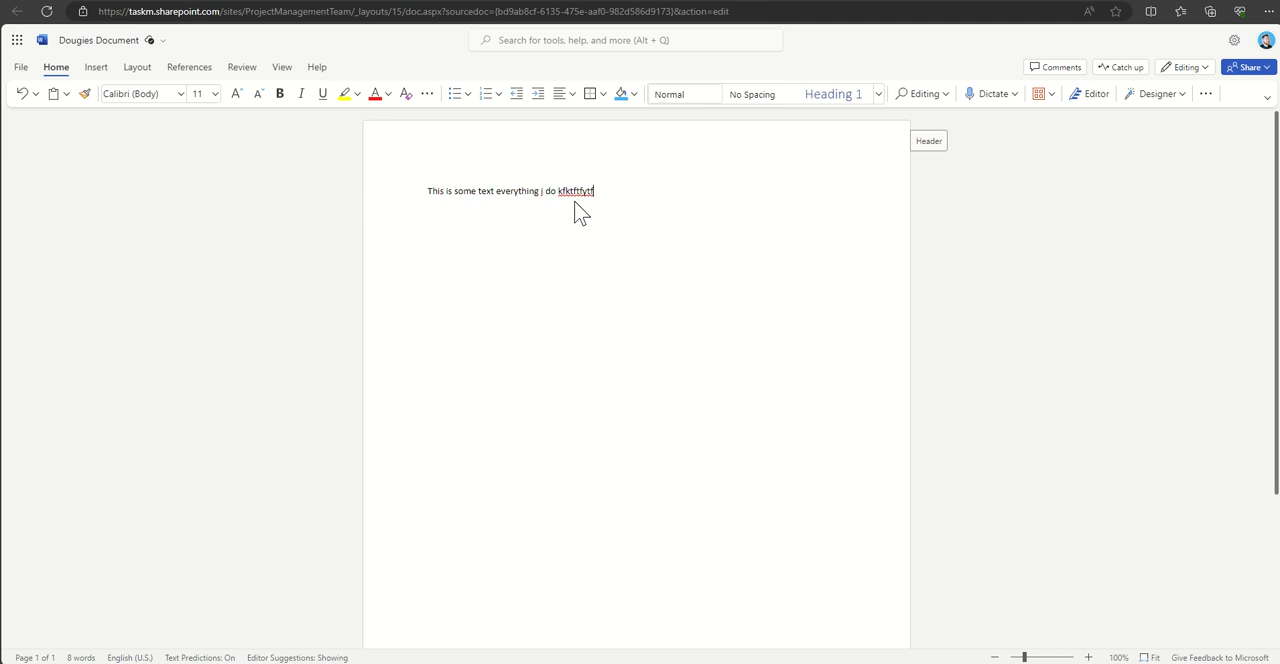 https://taskm.sharepoint.com/sites/ProjectManagementTeam/_layouts/15/doc.aspx?sourcedoc={bd9ab8cf-6135-475e-aaf0-982d586d9173}&action=edit
Dougies Document
Search for tools, help, and more (Alt + Q)
File Home Insert Layout References Review View Help
Comments Catch up Editing Share
Calibri (Body) 11 Normal No Spacing Heading 1 Editing Dictate Editor Designer
Header
This is some text everything j do kfktftfytf
Page 1 of 1 8 words English (U.S.) Text Predictions: On Editor Suggestions: Showing 100% Fit Give Feedback to Microsoft